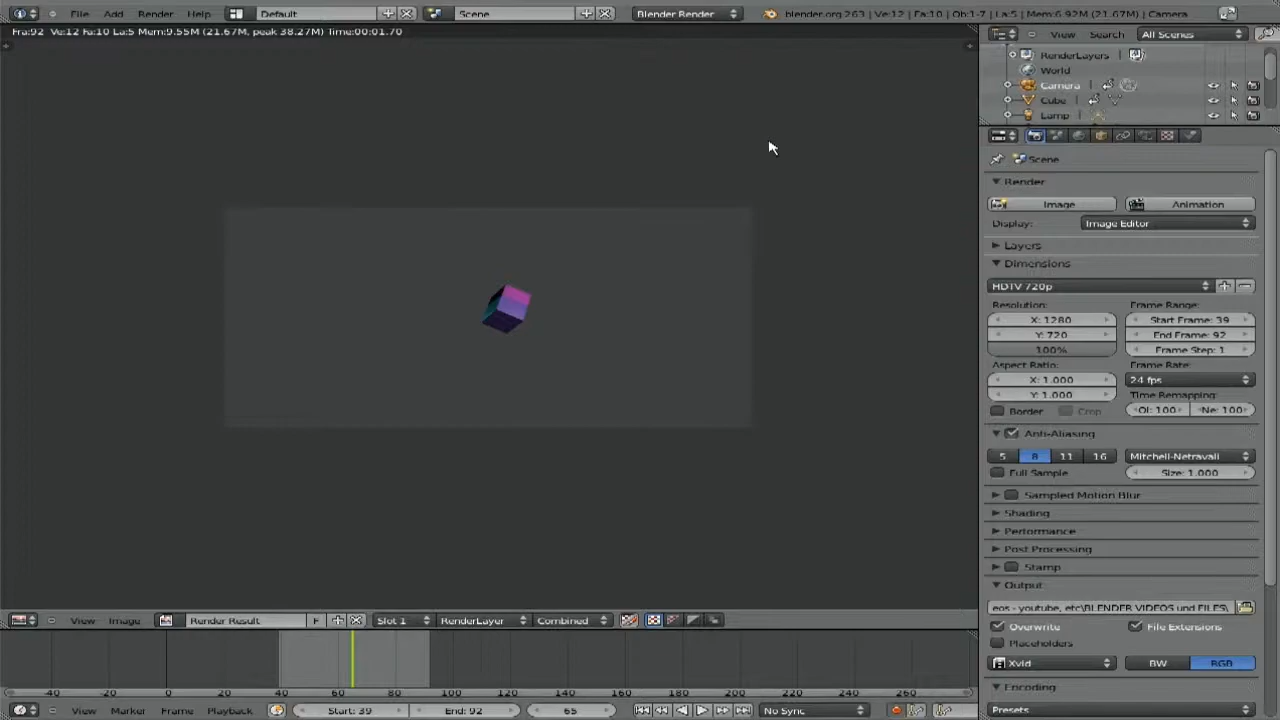 File Add Render Help Default Scene Blender Render blender.org 263 | Ve:12 | Fa:10 | Ob:1-7 | La:5 | Mem:6.92M (21.67M) | Camera
Fra:92 Ve:12 Fa:10 La:5 Mem:9.55M (21.67M, peak 38.27M) Time:00:01.70
View Search All Scenes
RenderLayers
World
Camera
Cube
Lamp
Scene
Render
Image Animation
Display: Image Editor
Layers
Dimensions
HDTV 720p
Resolution: Frame Range:
X: 1280 Start Frame: 39
Y: 720 End Frame: 92
100% Frame Step: 1
Aspect Ratio: Frame Rate:
X: 1.000 24 fps
Y: 1.000 Time Remapping:
Border Crop Ol: 100 Ne: 100
Anti-Aliasing
5 8 11 16 Mitchell-Netravali
Full Sample Size: 1.000
Sampled Motion Blur
Shading
Performance
Post Processing
Stamp
Output
eos - youtube, etc\BLENDER VIDEOS und FILES\
Overwrite File Extensions
Placeholders
Xvid BW RGB
Encoding
Presets
View Image Render Result F Slot 1 RenderLayer Combined
-40 -20 0 20 40 60 80 100 120 140 160 180 200 220 240 260
View Marker Frame Playback Start: 39 End: 92 65 No Sync